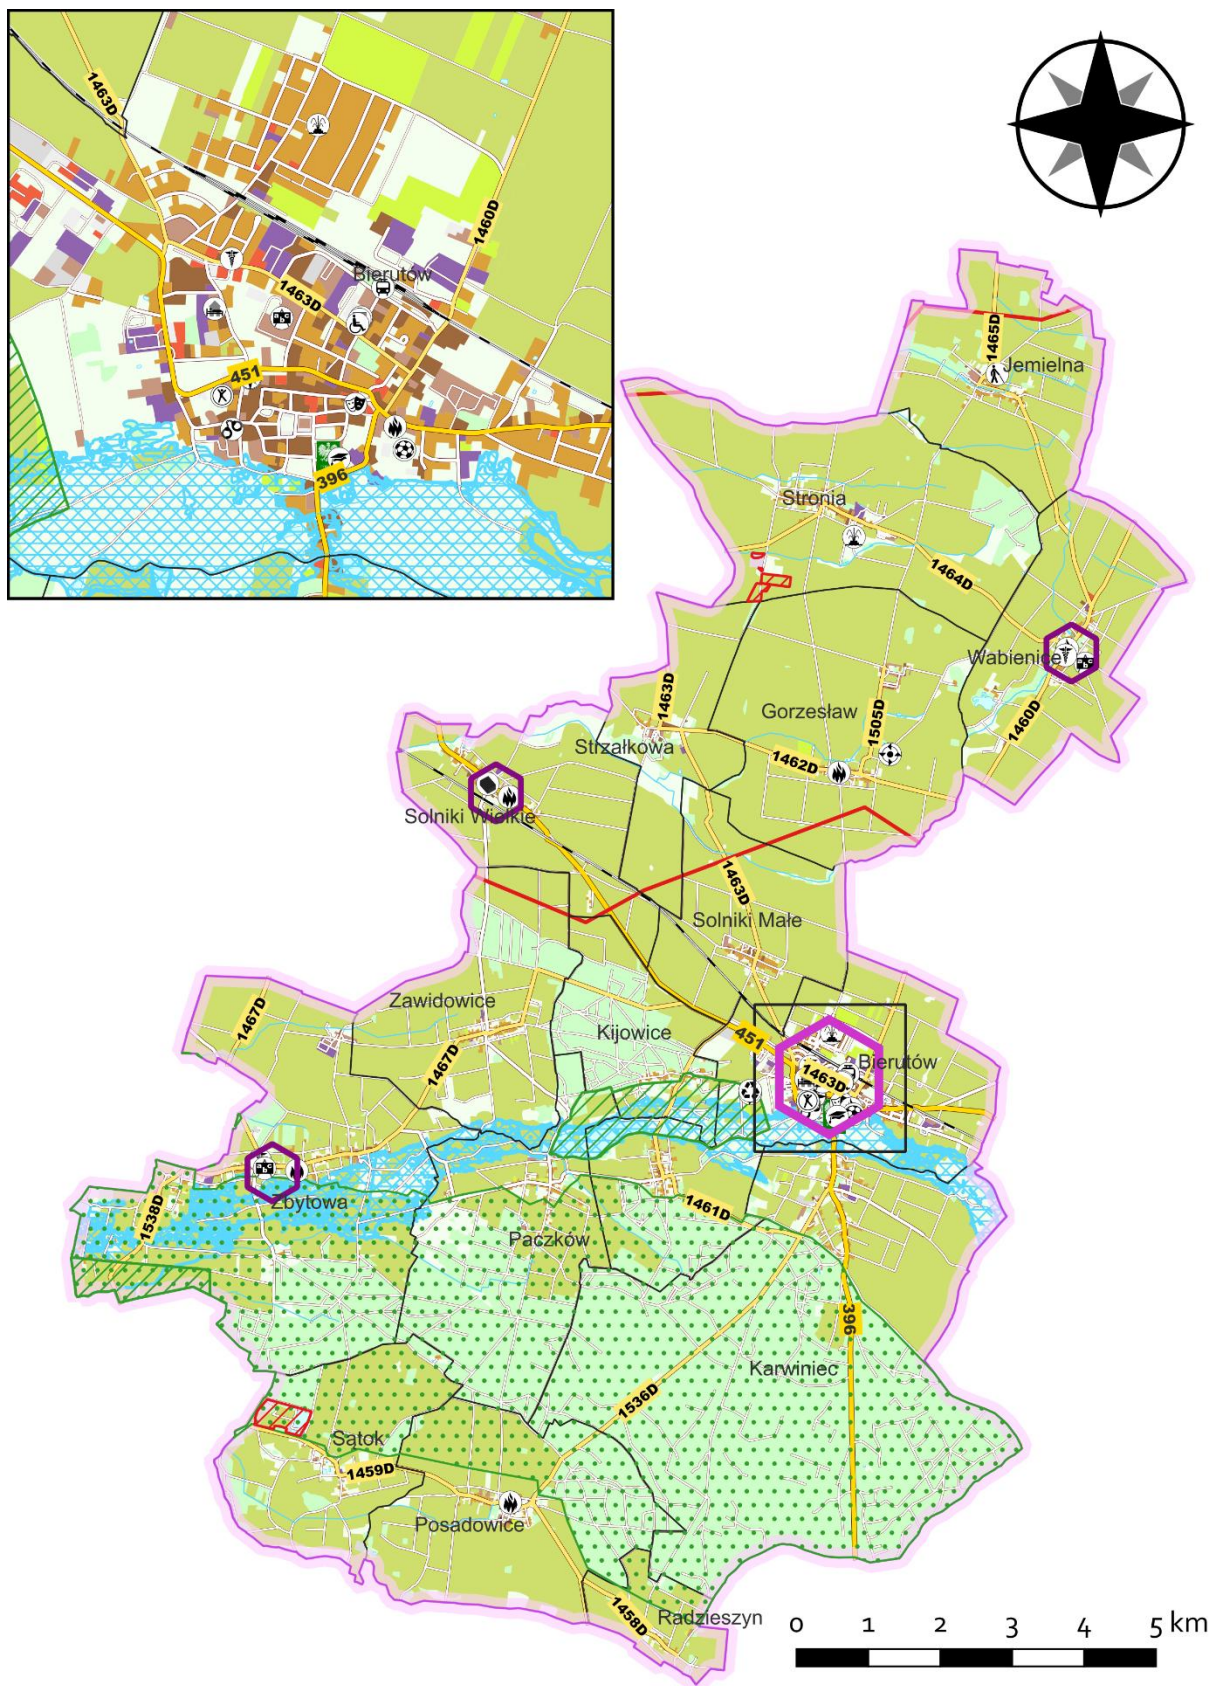 1463D
1460D
Bierutów
1463D
451
396
1465D
Jemielna
Stronia
1464D
Wabienice
1463D
Gorzesław
1505D
1460D
Strzałkowa
1462D
Solniki Wielkie
1463D
Solniki Małe
1467D
Zawidowice
Kijowice
451
1467D
Bierutów
1463D
Zbytowa
1538D
1461D
Paczków
396
Karwiniec
1536D
Sątok
1459D
Posadowice
1458D
Radzieszyn
0 1 2 3 4 5 km